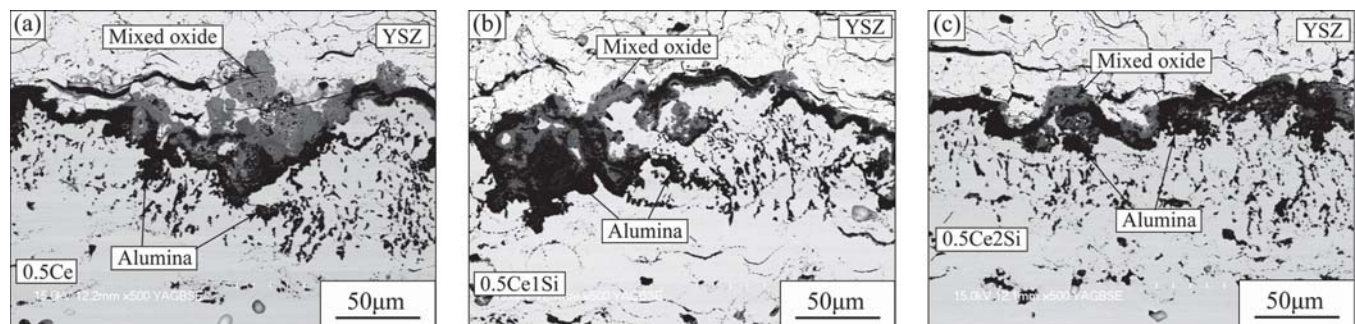 (a)
Mixed oxide
YSZ
Alumina
0.5Ce
15.0kV 12.2mm x500 YAGBSE
50μm
(b)
Mixed oxide
YSZ
Alumina
0.5Ce1Si
50μm
(c)
YSZ
Mixed oxide
Alumina
0.5Ce2Si
15.0kV 12.1mm x500 YAGBSE
50μm